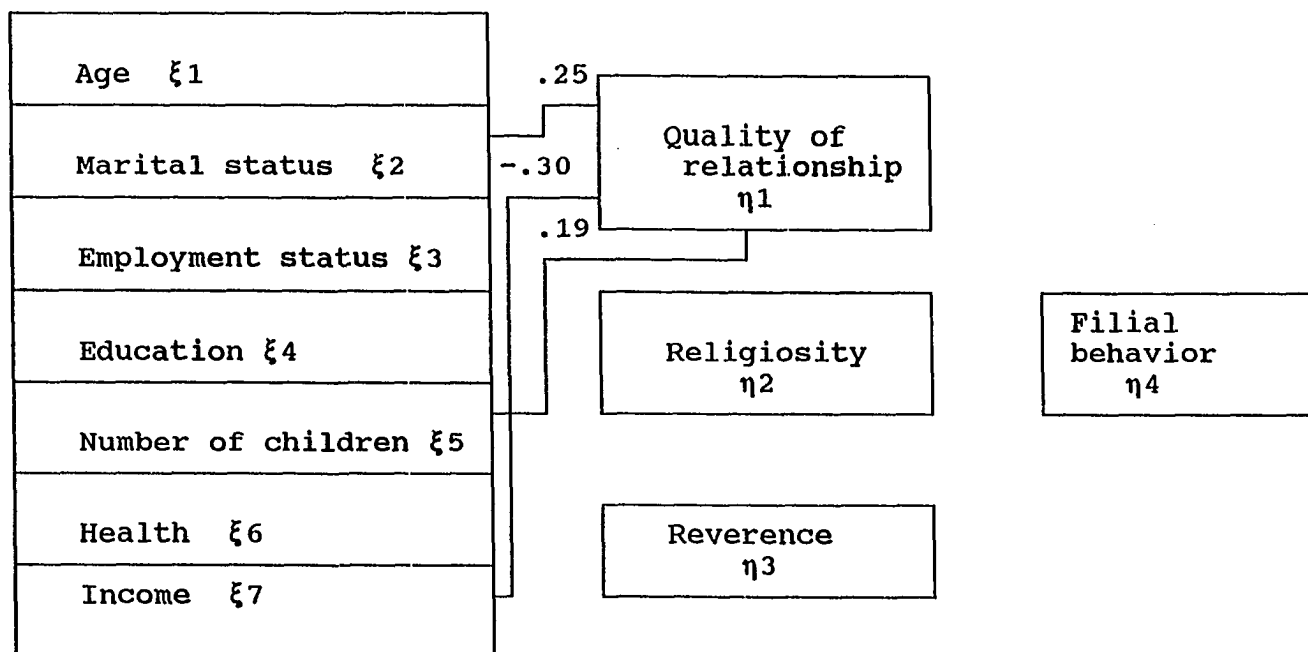 Age ξ1
Marital status ξ2
Employment status ξ3
Education ξ4
Number of children ξ5
Health ξ6
Income ξ7
.25
-.30
.19
Quality of
relationship
η1
Religiosity
η2
Reverence
η3
Filial
behavior
η4